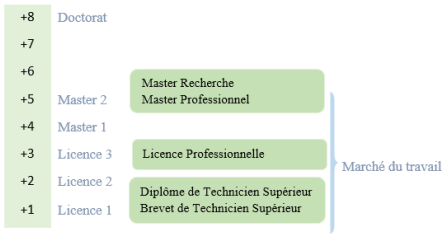 +8 Doctorat
+7
+6
Master Recherche
+5 Master 2 Master Professionnel
+4 Master 1
+3 Licence 3 Licence Professionnelle
Marché du travail
+2 Licence 2
Diplôme de Technicien Supérieur
+1 Licence 1 Brevet de Technicien Supérieur